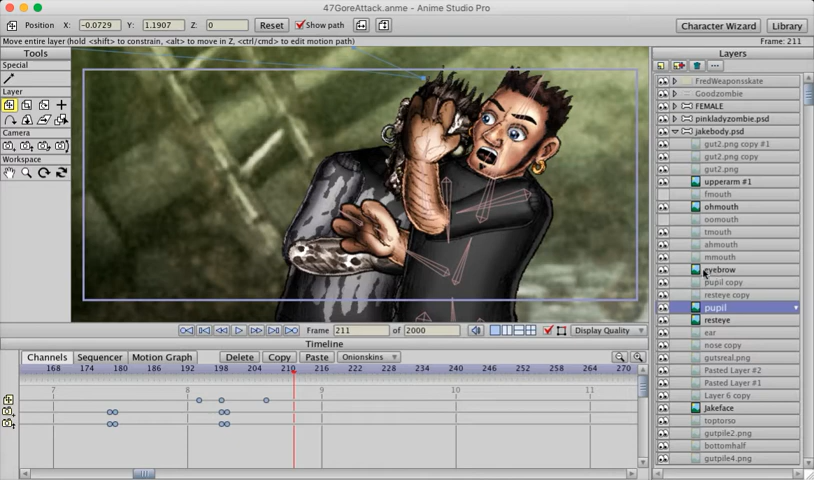 47GoreAttack.anme - Anime Studio Pro
Position X: -0.0729 Y: 1.1907 Z: 0 Reset Show path Character Wizard Library
Move entire layer (hold <shift> to constrain, <alt> to move in Z, <ctrl/cmd> to edit motion path) Frame: 211
Tools
Special
Layer
Camera
Workspace
Layers
FredWeaponsskate
Goodzombie
FEMALE
pinkladyzombie.psd
jakebody.psd
gut2.png copy #1
gut2.png copy
gut2.png
upperarm #1
fmouth
ohmouth
oomouth
tmouth
ahmouth
mmouth
eyebrow
pupil copy
resteye copy
pupil
resteye
ear
nose copy
gutsreal.png
Pasted Layer #2
Pasted Layer #1
Layer 6 copy
Jakeface
toptorso
gutpile2.png
bottomhalf
gutpile4.png
Frame 211 of 2000 Display Quality
Timeline
Channels Sequencer Motion Graph Delete Copy Paste Onionskins
168 174 180 192 198 204 210 216 222 228 234 240 246 252 258 264 270
7 8 9 10 11